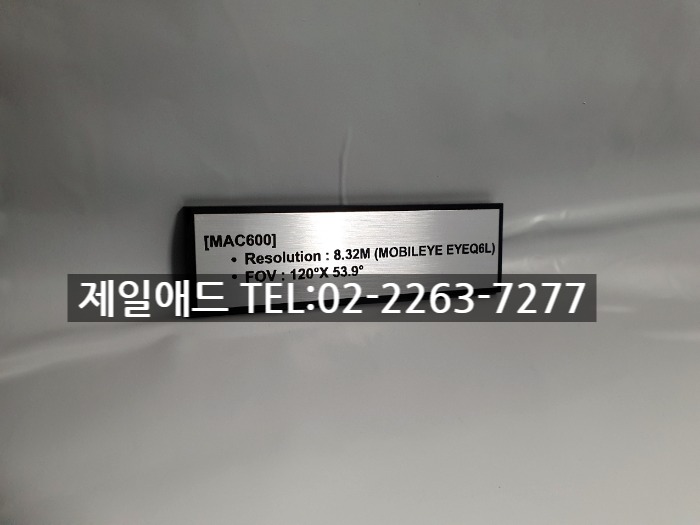 [MAC600]
• Resolution : 8.32M (MOBILEYE EYEQ6L)
• FOV : 120°X 53.9°
제일애드 TEL:02-2263-7277